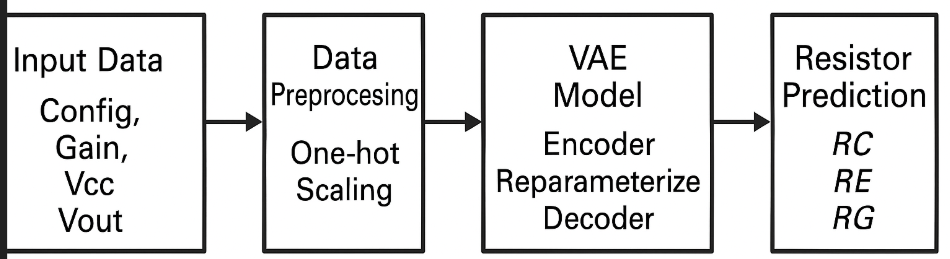 Input Data
Config,
Gain,
Vcc
Vout
Data
Preprocesing
One-hot
Scaling
VAE
Model
Encoder
Reparameterize
Decoder
Resistor
Prediction
RC
RE
RG